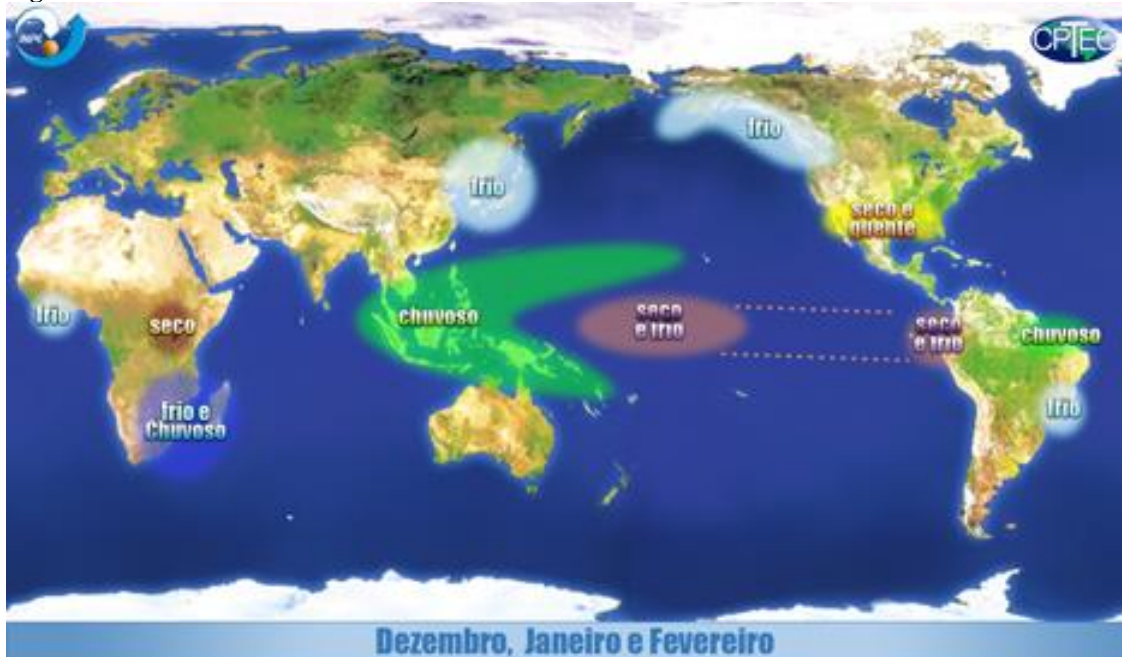 INPE
CPTEC
frio
frio
seco e
quente
frio
seco
chuvoso
seco
e frio
seco
e frio
chuvoso
frio e
Chuvoso
frio
Dezembro, Janeiro e Fevereiro